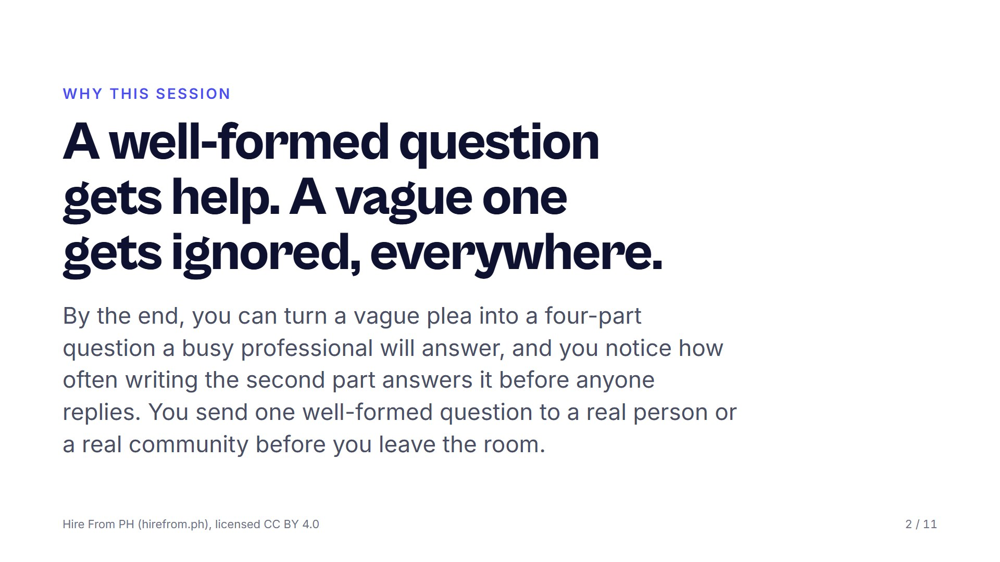 WHY THIS SESSION
A well-formed question
gets help. A vague one
gets ignored, everywhere.
By the end, you can turn a vague plea into a four-part
question a busy professional will answer, and you notice how
often writing the second part answers it before anyone
replies. You send one well-formed question to a real person or
a real community before you leave the room.
Hire From PH (hirefrom.ph), licensed CC BY 4.0
2 / 11